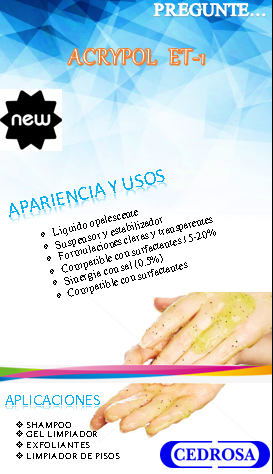 PREGUNTE...
ACRYPOL ET-1
new
APARIENCIA Y USOS
Liquido opalescente
Suspensor y estabilizador
Formulaciones claras y transparentes
Compatible con surfactantes 15-20%
Sinergia con sal (0.5%)
Compatible con surfactantes
APLICACIONES
SHAMPOO
GEL LIMPIADOR
EXFOLIANTES
LIMPIADOR DE PISOS
CEDROSA